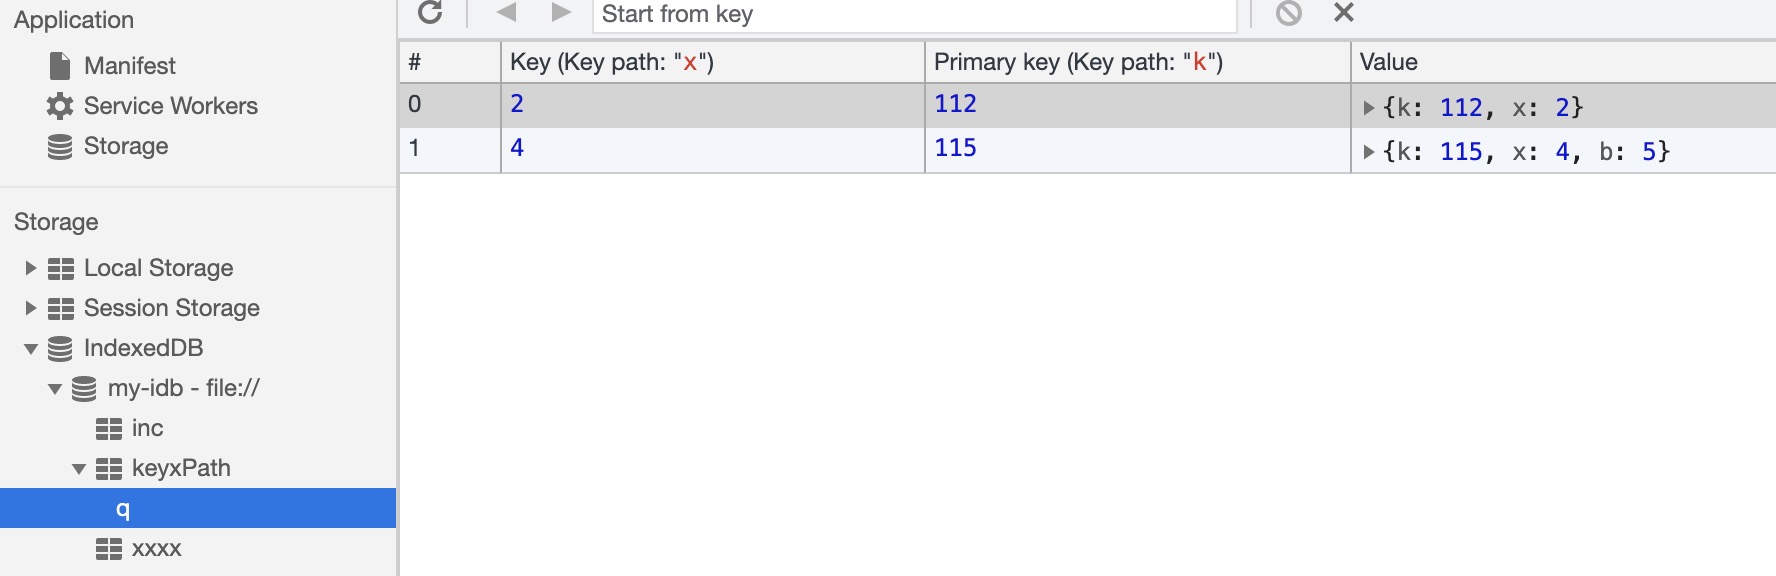 Application
Manifest
Service Workers
Storage
Storage
Local Storage
Session Storage
IndexedDB
my-idb - file://
inc
keyxPath
q
xxxx
Start from key
# Key (Key path: "x") Primary key (Key path: "k") Value
0 2 112 {k: 112, x: 2}
1 4 115 {k: 115, x: 4, b: 5}